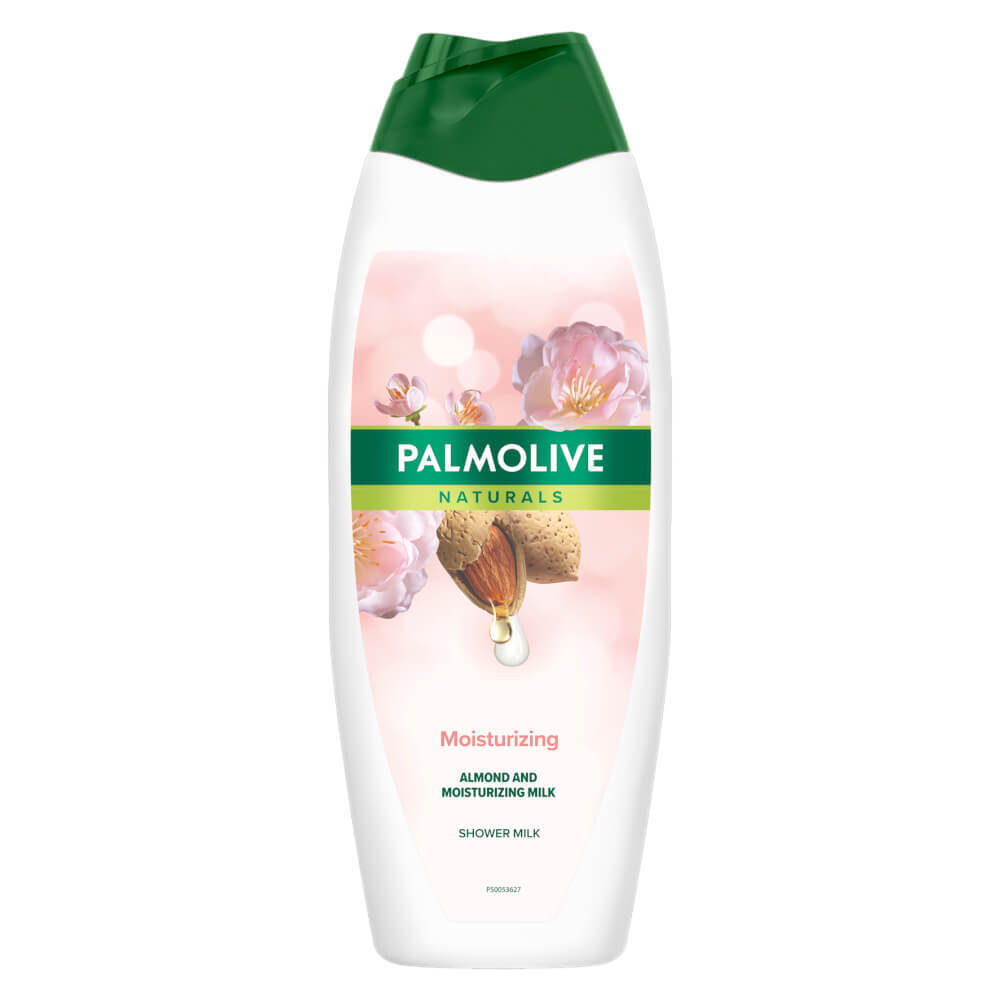 PALMOLIVE
NATURALS
Moisturizing
ALMOND AND
MOISTURIZING MILK
SHOWER MILK
P50053627